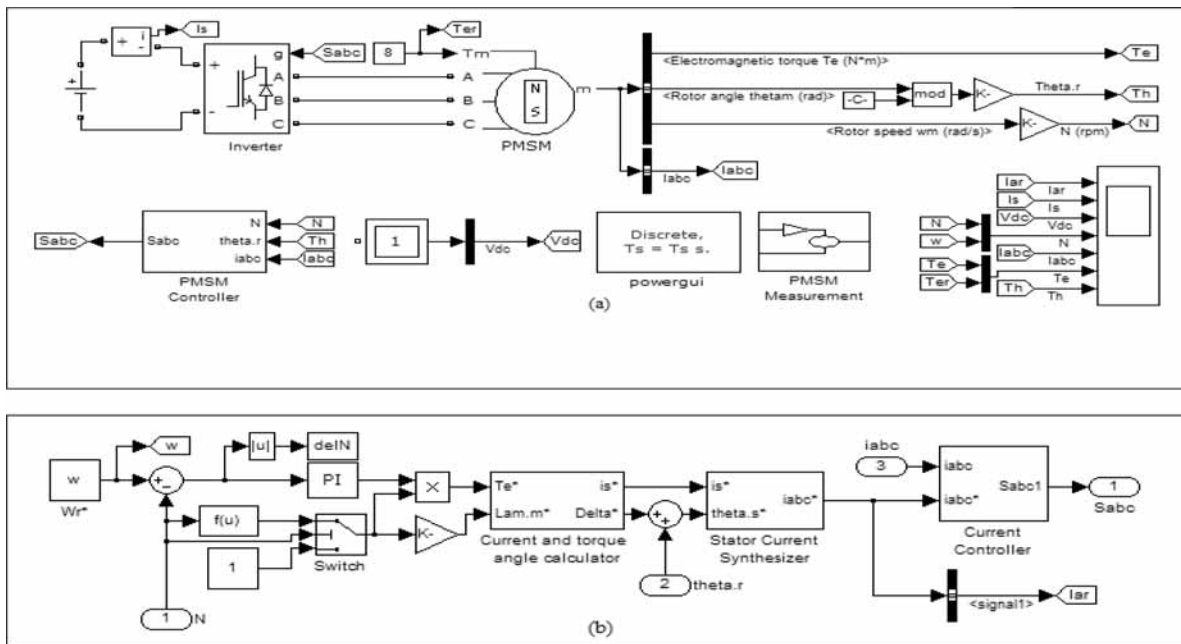 + i -
Is
+
+
-
g
A
B
C
Inverter
Sabc
8
Ter
Tm
A
B
C
N
S
m
PMSM
<Electromagnetic torque Te (N*m)>
Te
<Rotor angle thetam (rad)>
-C-
mod
K-
Theta.r
Th
<Rotor speed wm (rad/s)>
K-
N (rpm)
N
Iabc
Iabc
Sabc
Sabc
N
theta.r
iabc
N
Th
Iabc
PMSM
Controller
1
Vdc
Vdc
Discrete,
Ts = Ts s.
powergui
PMSM
Measurement
Iar
Iar
Is
Is
Vdc
Vdc
N
w
N
Iabc
Iabc
Te
Ter
Te
Th
Th
(a)
w
Wr*
w
+
-
|u|
delN
PI
×
f(u)
1
Switch
K-
1
N
Te*
Lam.m*
is*
Delta*
Current and torque
angle calculator
+
+
2
theta.r
is*
theta.s*
iabc*
Stator Current
Synthesizer
iabc
3
iabc
iabc*
Sabc1
Current
Controller
1
Sabc
<signal1>
Iar
(b)